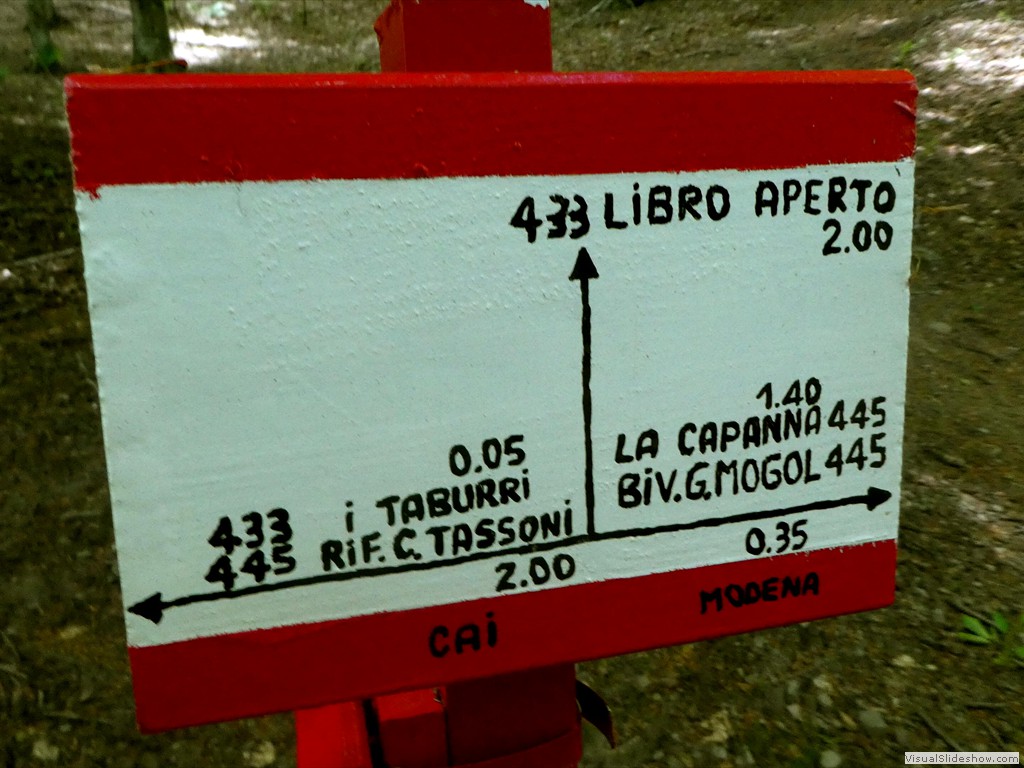 433 LiBRO APERTO
2.00
1.40
LA CAPANNA 445
BiV. G. MOGOL 445
0.35
0.05
433 i TABURRi
445 RiF. C. TASSONi
2.00
CAi MODENA
VisualSlideshow.com